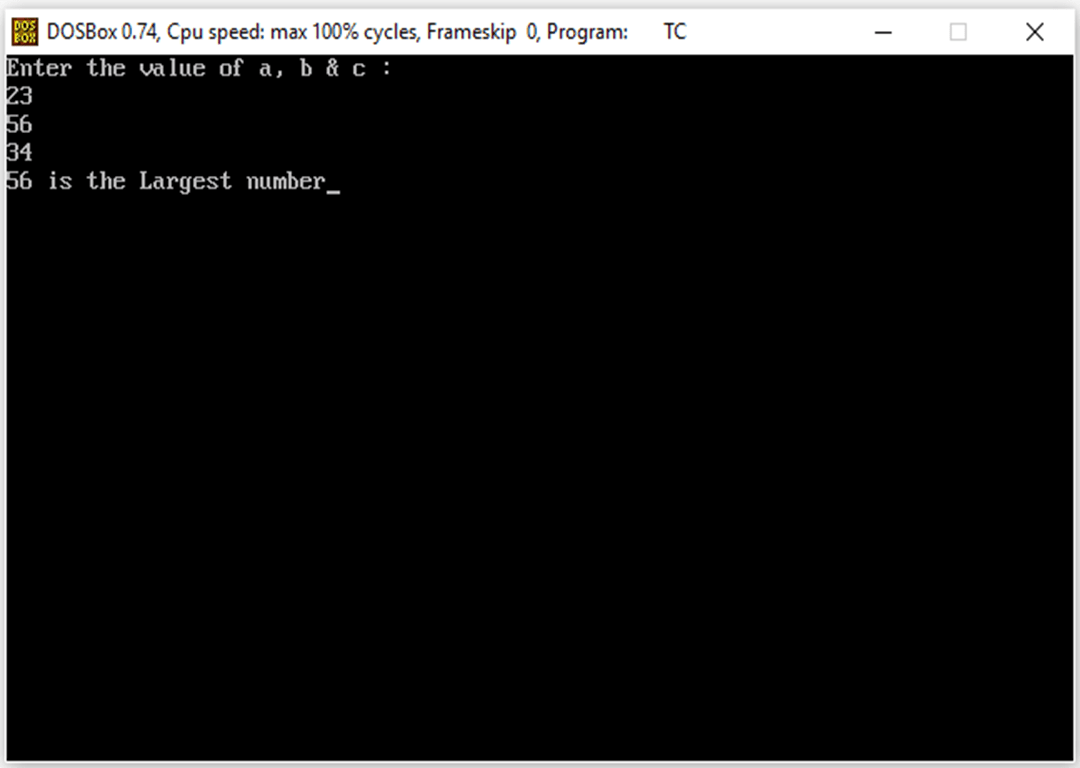 DOS
BOX
DOSBox 0.74, Cpu speed: max 100% cycles, Frameskip 0, Program: TC
Enter the value of a, b & c :
23
56
34
56 is the Largest number_